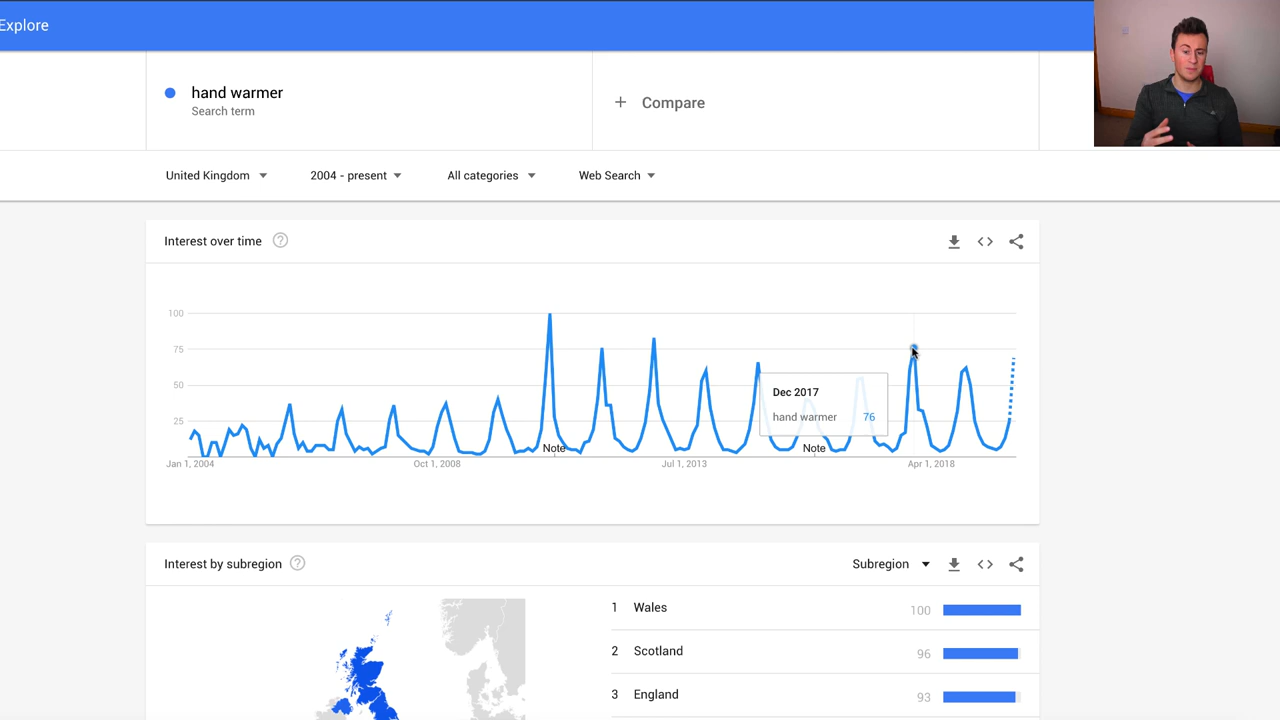 Explore
hand warmer
Search term
+ Compare
United Kingdom
2004 - present
All categories
Web Search
Interest over time
100
75
50
25
Dec 2017
hand warmer 76
Note
Note
Jan 1, 2004
Oct 1, 2008
Jul 1, 2013
Apr 1, 2018
Interest by subregion
Subregion
1 Wales 100
2 Scotland 96
3 England 93